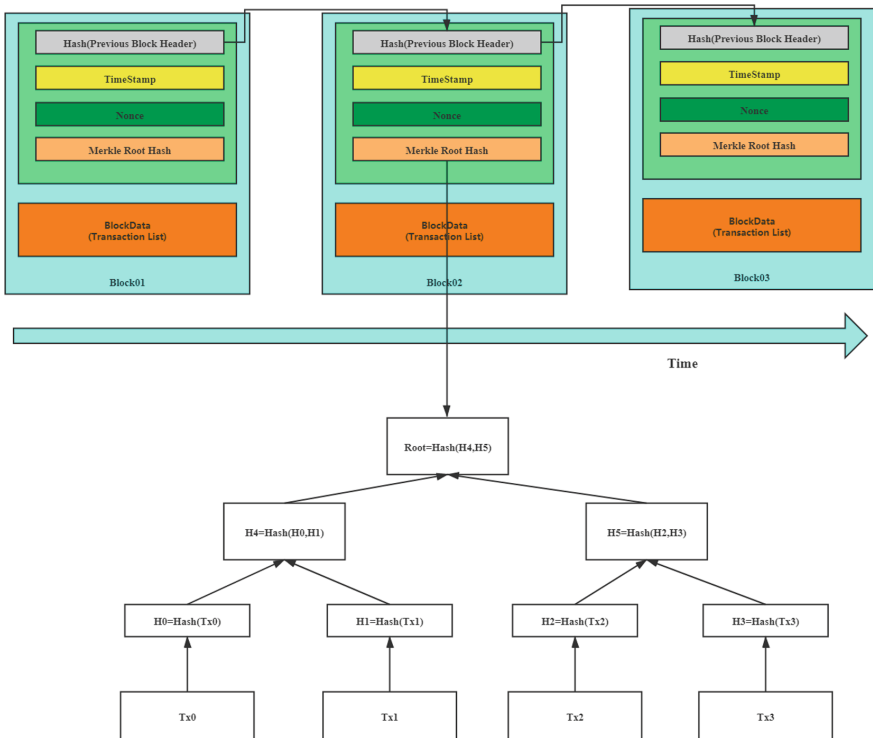 Hash(Previous Block Header)
TimeStamp
Nonce
Merkle Root Hash
BlockData
(Transaction List)
Block01
Hash(Previous Block Header)
TimeStamp
Nonce
Merkle Root Hash
BlockData
(Transaction List)
Block02
Hash(Previous Block Header)
TimeStamp
Nonce
Merkle Root Hash
BlockData
(Transaction List)
Block03
Time
Root=Hash(H4,H5)
H4=Hash(H0,H1)
H5=Hash(H2,H3)
H0=Hash(Tx0)
H1=Hash(Tx1)
H2=Hash(Tx2)
H3=Hash(Tx3)
Tx0
Tx1
Tx2
Tx3